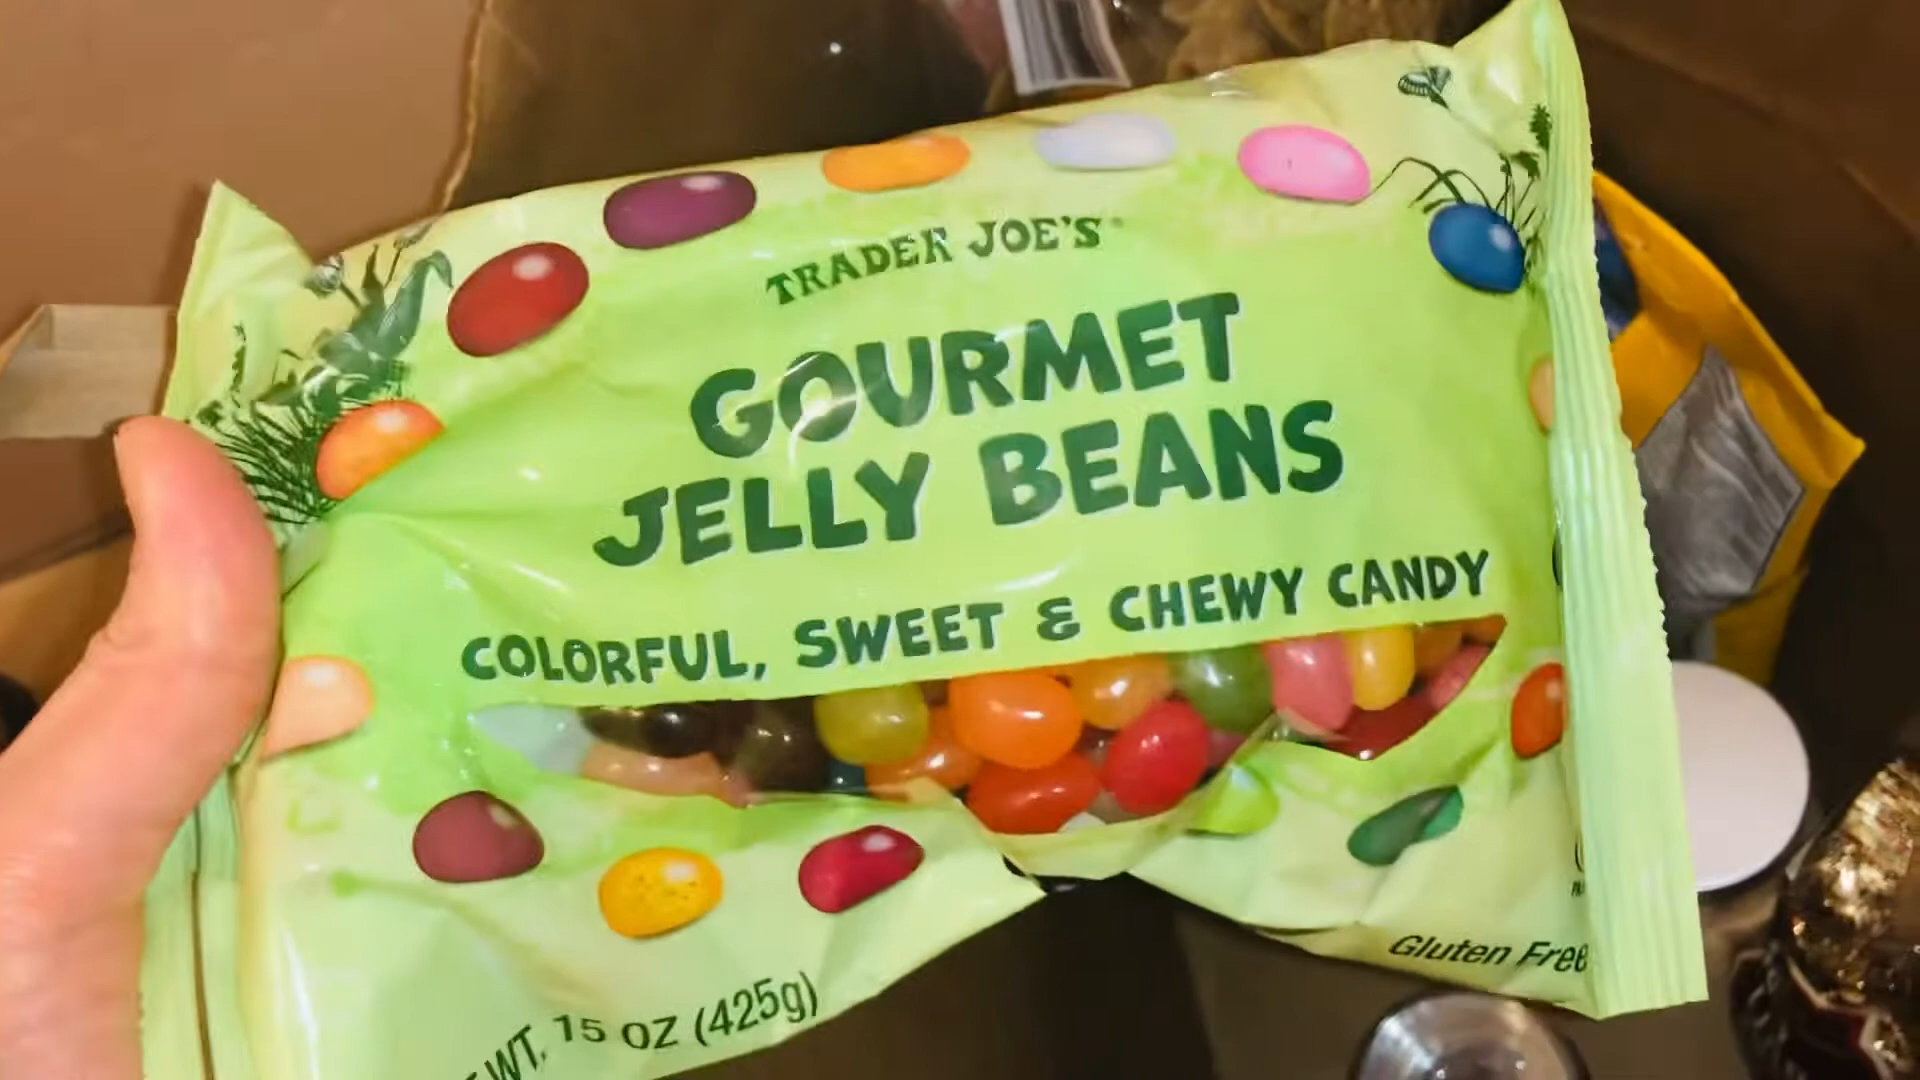 TRADER JOE'S
GOURMET
JELLY BEANS
COLORFUL, SWEET & CHEWY CANDY
WT. 15 OZ (425g)
Gluten Free